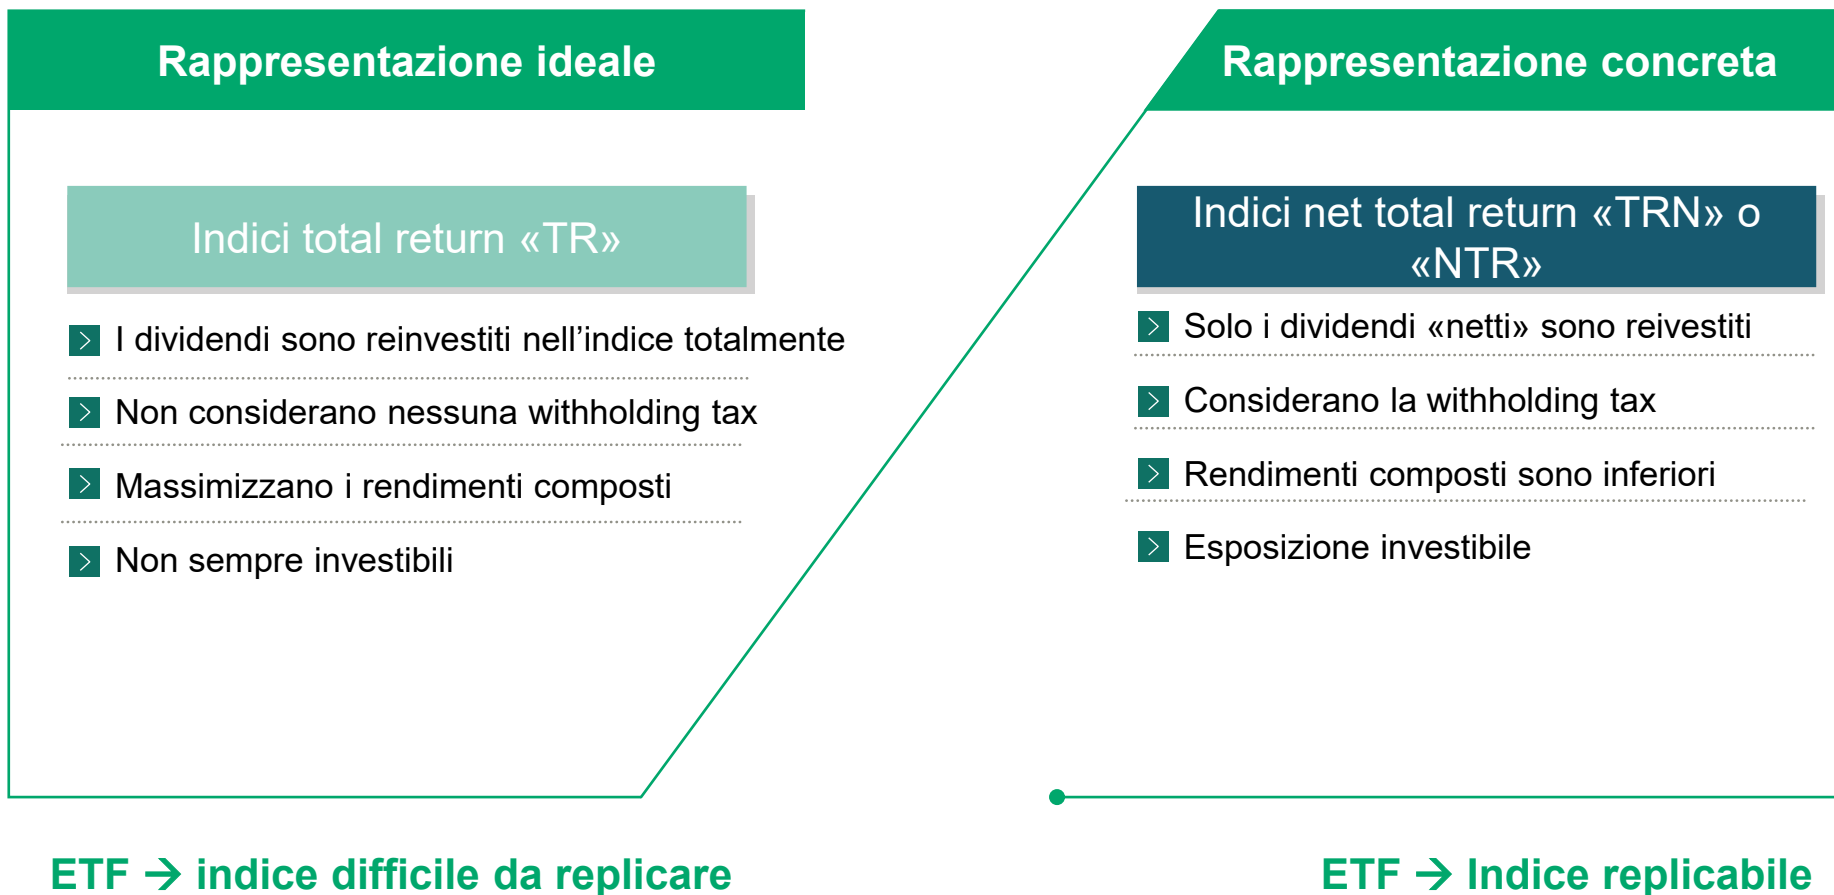 Rappresentazione ideale
Indici total return «TR»
I dividendi sono reinvestiti nell’indice totalmente
Non considerano nessuna withholding tax
Massimizzano i rendimenti composti
Non sempre investibili
ETF → indice difficile da replicare
Rappresentazione concreta
Indici net total return «TRN» o
«NTR»
Solo i dividendi «netti» sono reivestiti
Considerano la withholding tax
Rendimenti composti sono inferiori
Esposizione investibile
ETF → Indice replicabile